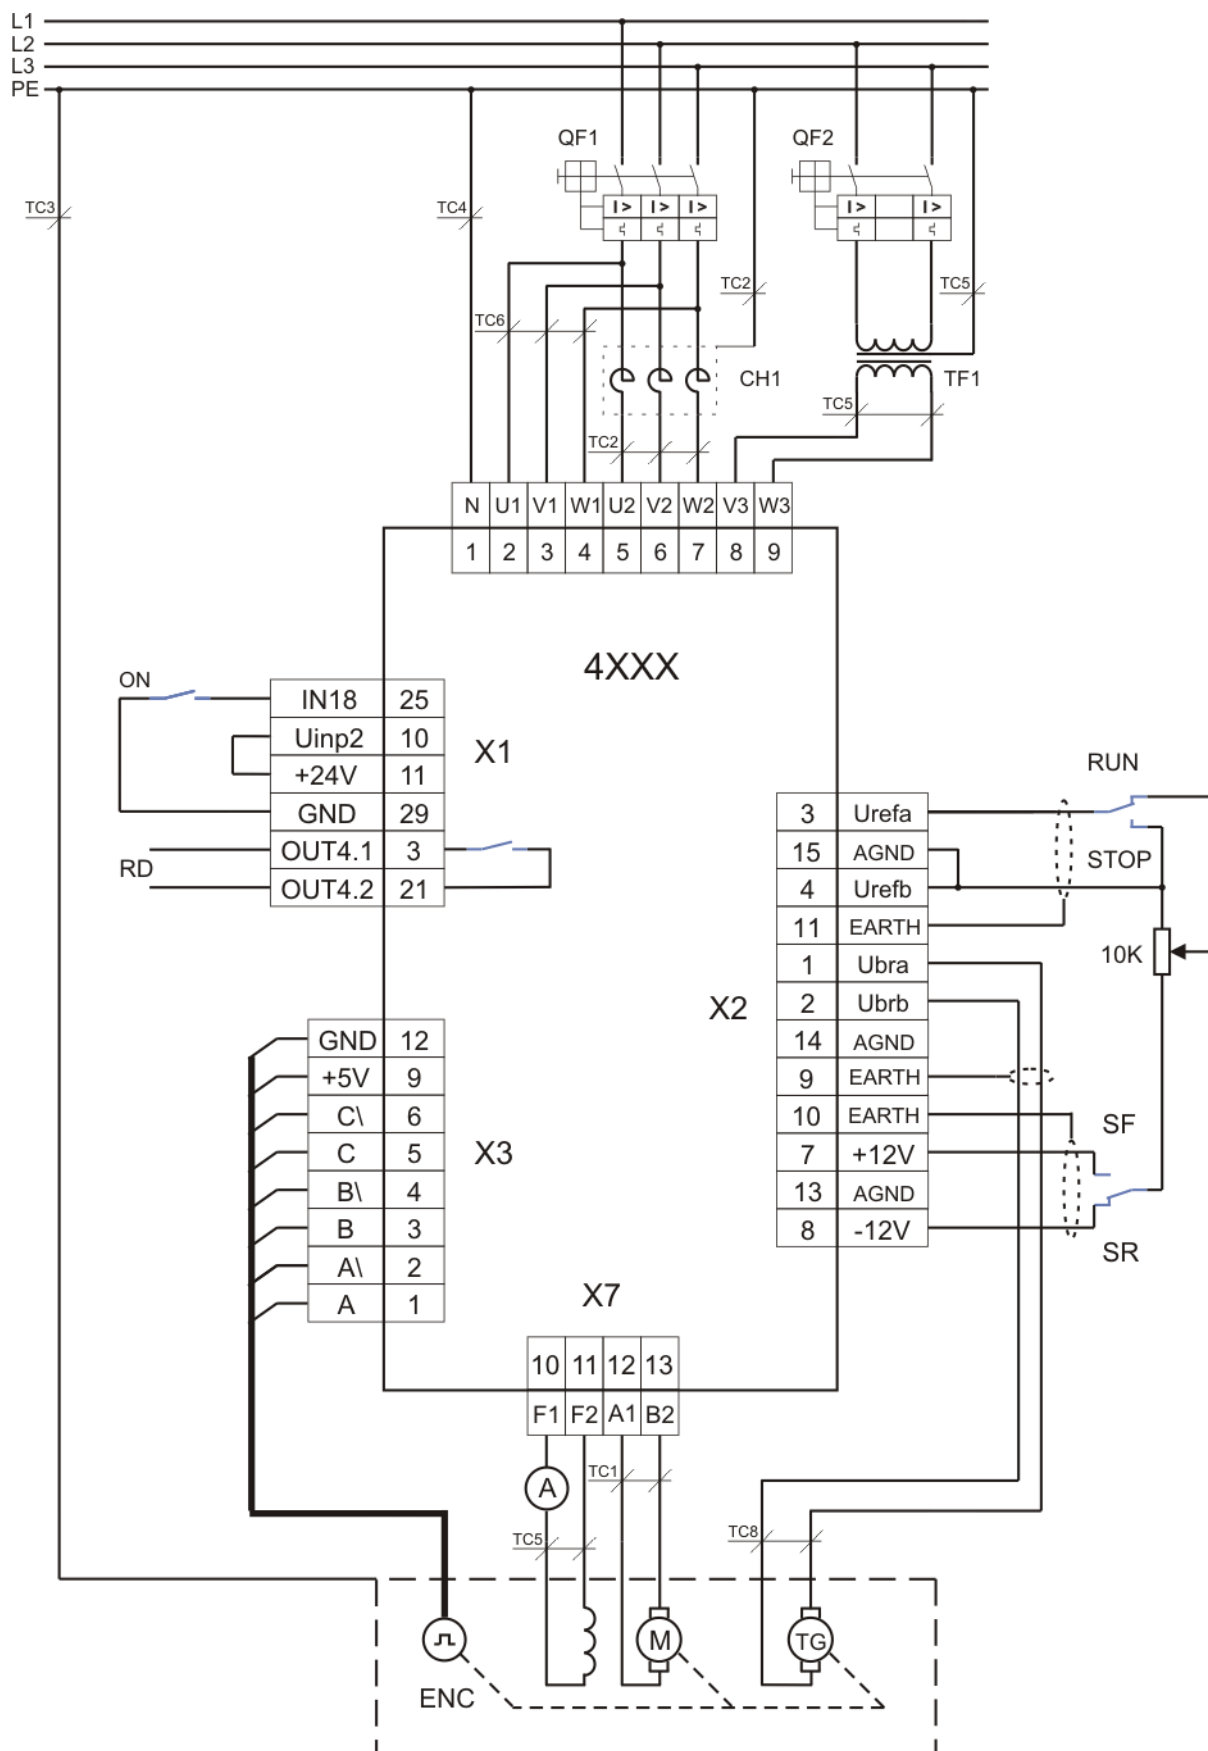 L1
L2
L3
PE
QF1
QF2
I > I > I >
I > I >
TC3
TC4
TC2
TC5
TC6
CH1
TF1
TC5
TC2
N U1 V1 W1 U2 V2 W2 V3 W3
1 2 3 4 5 6 7 8 9
4XXX
ON
IN18 25
Uinp2 10
+24V 11
GND 29
OUT4.1 3
OUT4.2 21
RD
X1
RUN
STOP
3 Urefa
15 AGND
4 Urefb
11 EARTH
1 Ubra
2 Ubrb
14 AGND
9 EARTH
10 EARTH
7 +12V
13 AGND
8 -12V
10K
X2
SF
SR
GND 12
+5V 9
C\ 6
C 5
B\ 4
B 3
A\ 2
A 1
X3
X7
10 11 12 13
F1 F2 A1 B2
A
TC1
TC5
TC8
M
TG
ENC